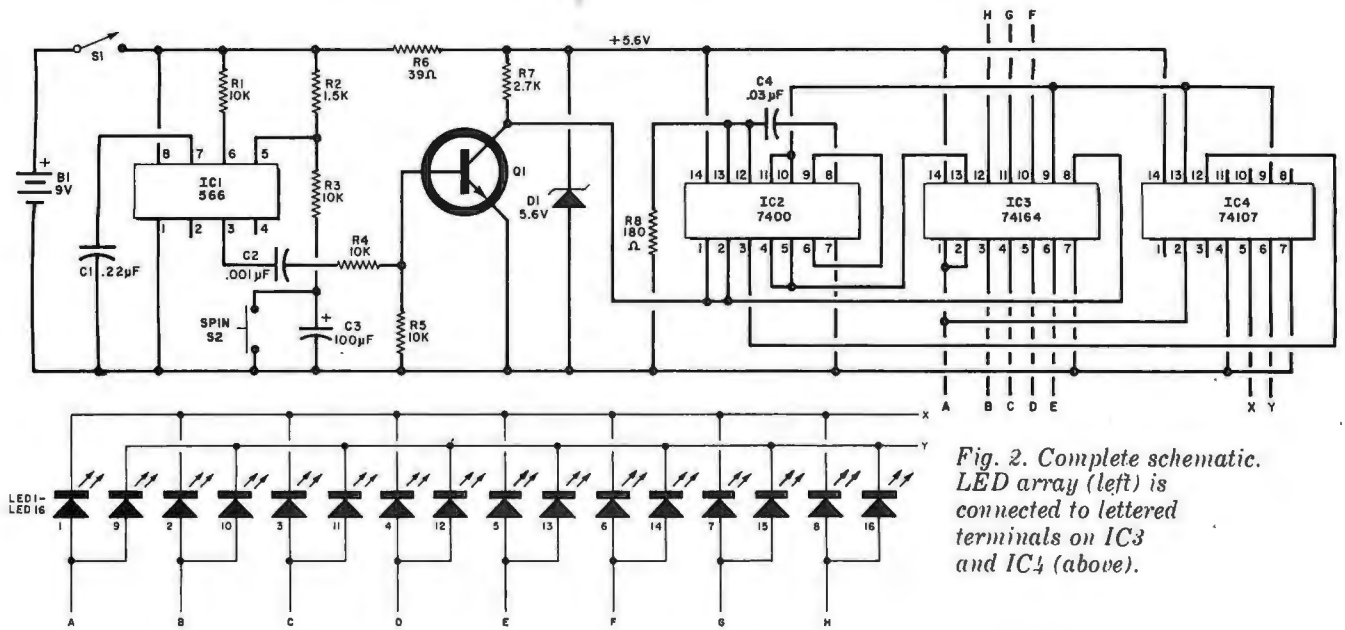 H G F
S1
+5.6V
R6
39Ω
R1
10K
R2
1.5K
R7
2.7K
C4
.03µF
8 7 6 5
IC1
566
1 2 3 4
B1
9V
+
C1 .22µF
R3
10K
C2
.001µF
R4
10K
Q1
D1
5.6V
R8
180
Ω
14 13 12 11 10 9 8
IC2
7400
1 2 3 4 5 6 7
14 13 12 11 10 9 8
IC3
74164
1 2 3 4 5 6 7
14 13 12 11 10 9 8
IC4
74107
1 2 3 4 5 6 7
SPIN
S2
+
C3
100µF
R5
10K
A B C D E X Y
X
Y
LED1-
LED16
1 9 2 10 3 11 4 12 5 13 6 14 7 15 8 16
A B C D E F G H
Fig. 2. Complete schematic.
LED array (left) is
connected to lettered
terminals on IC3
and IC4 (above).